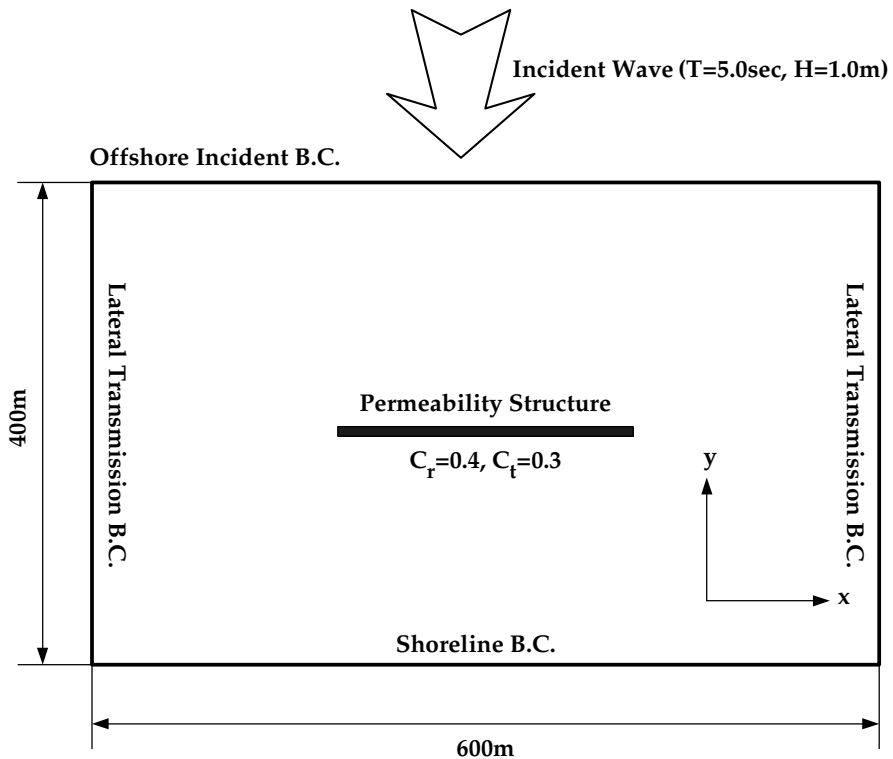 Incident Wave (T=5.0sec, H=1.0m)
Offshore Incident B.C.
Lateral Transmission B.C.
Lateral Transmission B.C.
400m
Permeability Structure
Cr=0.4, Ct=0.3
y
x
Shoreline B.C.
600m